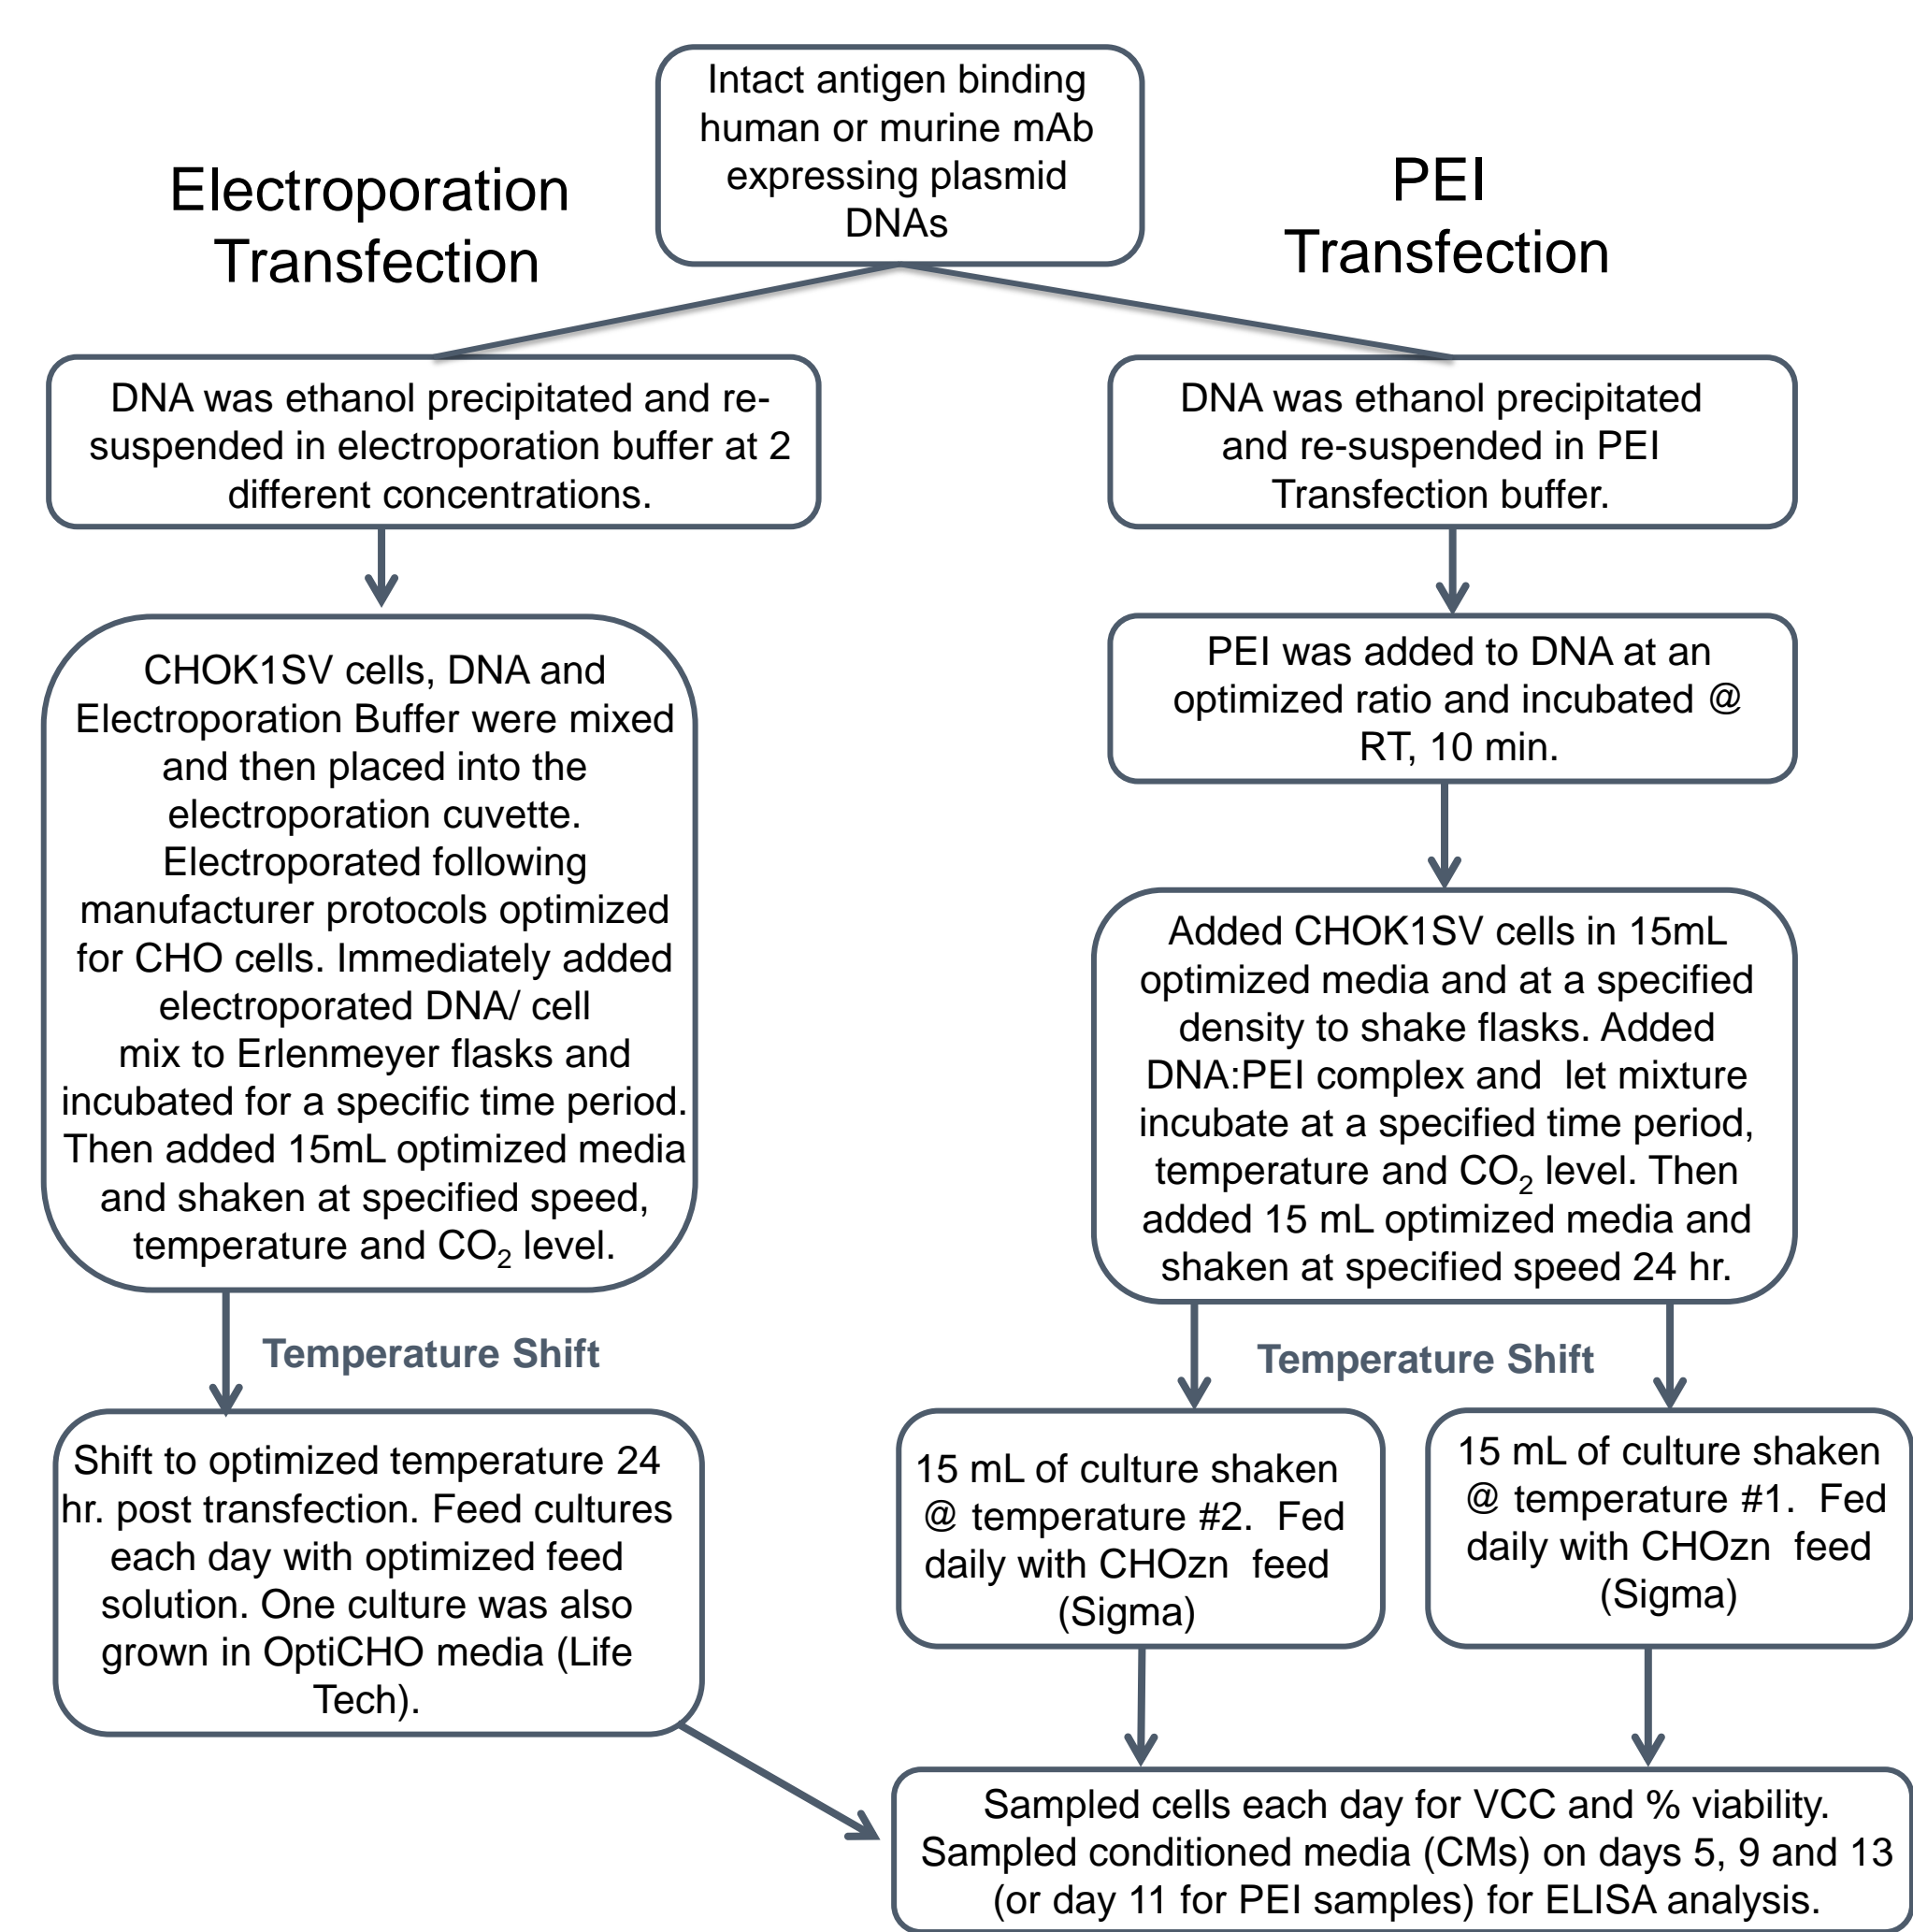 Intact antigen binding
human or murine mAb
expressing plasmid
DNAs
Electroporation
Transfection
PEI
Transfection
DNA was ethanol precipitated and re-
suspended in electroporation buffer at 2
different concentrations.
CHOK1SV cells, DNA and
Electroporation Buffer were mixed
and then placed into the
electroporation cuvette.
Electroporated following
manufacturer protocols optimized
for CHO cells. Immediately added
electroporated DNA/ cell
mix to Erlenmeyer flasks and
incubated for a specific time period.
Then added 15mL optimized media
and shaken at specified speed,
temperature and CO₂ level.
Temperature Shift
Shift to optimized temperature 24
hr. post transfection. Feed cultures
each day with optimized feed
solution. One culture was also
grown in OptiCHO media (Life
Tech).
DNA was ethanol precipitated
and re-suspended in PEI
Transfection buffer.
PEI was added to DNA at an
optimized ratio and incubated @
RT, 10 min.
Added CHOK1SV cells in 15mL
optimized media and at a specified
density to shake flasks. Added
DNA:PEI complex and  let mixture
incubate at a specified time period,
temperature and CO₂ level. Then
added 15 mL optimized media and
shaken at specified speed 24 hr.
Temperature Shift
15 mL of culture shaken
@ temperature #2.  Fed
daily with CHOzn  feed
(Sigma)
15 mL of culture shaken
@ temperature #1.  Fed
daily with CHOzn  feed
(Sigma)
Sampled cells each day for VCC and % viability.
Sampled conditioned media (CMs) on days 5, 9 and 13
(or day 11 for PEI samples) for ELISA analysis.